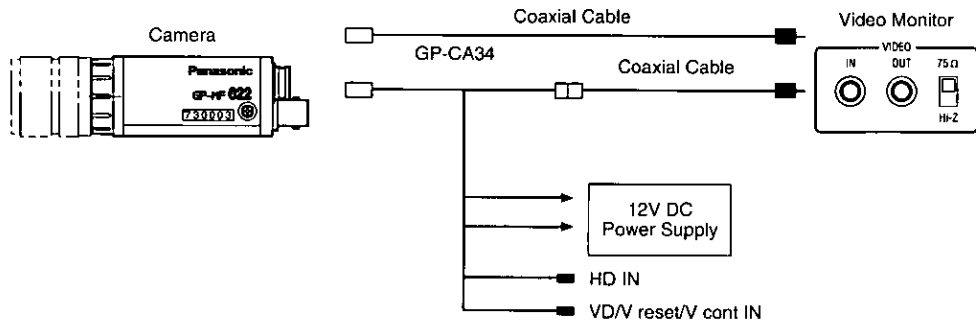 Camera
Panasonic
GP-MF 622
730003
Coaxial Cable
GP-CA34
Coaxial Cable
Video Monitor
VIDEO
IN
OUT
75Ω
Hi-Z
12V DC
Power Supply
HD IN
VD/V reset/V cont IN